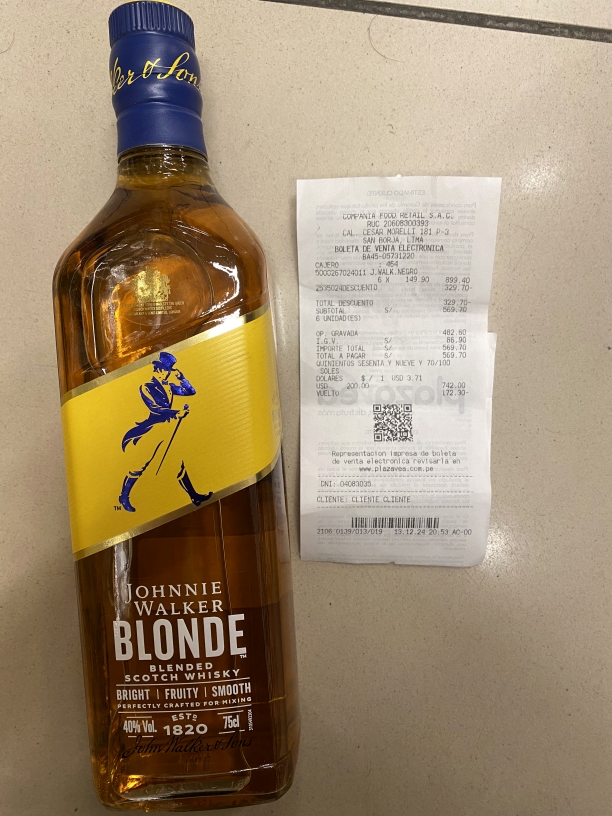 JOHNNIE
WALKER
BLONDE
TM
BLENDED
SCOTCH WHISKY
BRIGHT | FRUITY | SMOOTH
PERFECTLY CRAFTED FOR MIXING
40% Vol. ESTD 1820 75cl
John Walker & Sons
TM
COMPAÑIA FOOD RETAIL S.A.C.
RUC 20608300393
CAL. CESAR MORELLI 181 P-3
SAN BORJA, LIMA
BOLETA DE VENTA ELECTRONICA
BA45-05731220
CAJERO : 464
5000267024011 J.WALK.NEGRO
6 X 149.90 899.40
2535024DESCUENTO 329.70-
TOTAL DESCUENTO 329.70-
SUBTOTAL S/ 569.70
6 UNIDAD(ES)
OP. GRAVADA 482.80
I.G.V. S/ 86.90
IMPORTE TOTAL S/ 569.70
TOTAL A PAGAR S/ 569.70
QUINIENTOS SESENTA Y NUEVE Y 70/100
SOLES
DOLARES $ / 1 USD 3.71
USD 200.00 742.00
VUELTO 172.30-
Representacion impresa de boleta
de venta electronica revisarla en
www.plazavea.com.pe
DNI: 04083035
CLIENTE: CLIENTE CLIENTE
2106 0139/013/019 13.12.24 20:53 AC-00